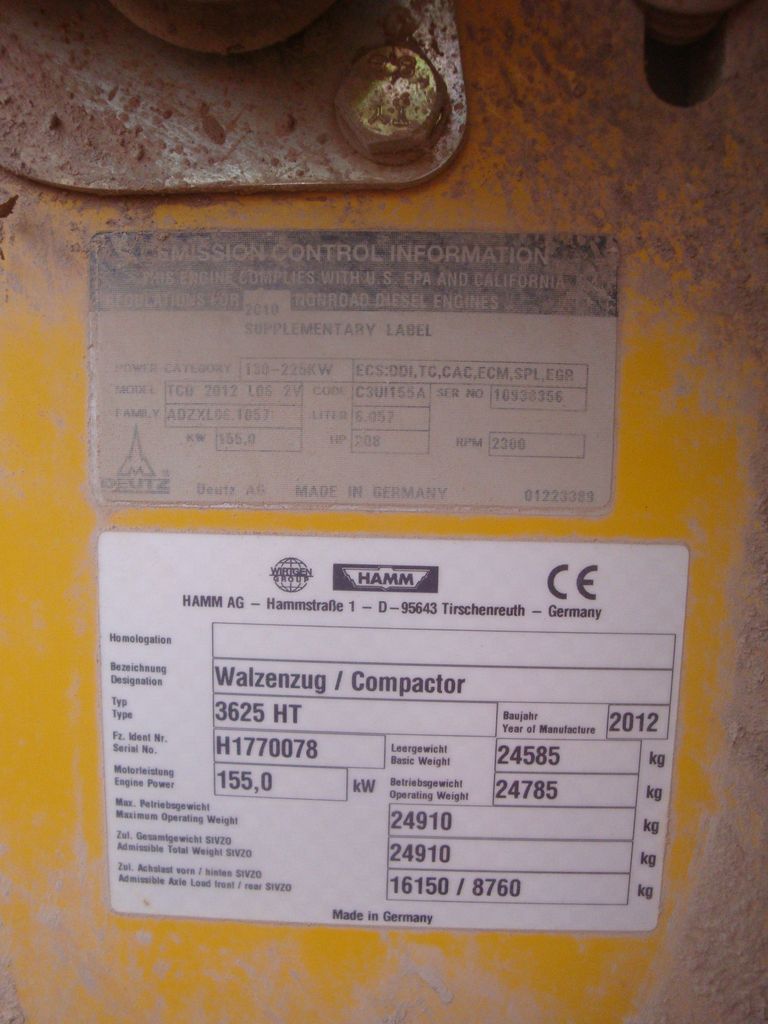 EMISSION CONTROL INFORMATION
THIS ENGINE COMPLIES WITH U.S. EPA AND CALIFORNIA
REGULATIONS FOR 2010 NONROAD DIESEL ENGINES
SUPPLEMENTARY LABEL
POWER CATEGORY 130-225KW ECS:DDI,TC,CAC,ECM,SPL,EGR
MODEL TCD 2012 L06 2V CODE C3UI155A SER NO 10938356
FAMILY ADZXL06.1057 LITER 6.057
KW 155,0 HP 208 RPM 2300
DEUTZ ® Deutz AG MADE IN GERMANY 01223389
WIRTGEN GROUP HAMM CE
HAMM AG – Hammstraße 1 – D-95643 Tirschenreuth – Germany
Homologation
Bezeichnung
Designation Walzenzug / Compactor
Typ
Type 3625 HT Baujahr
Year of Manufacture 2012
Fz. Ident Nr.
Serial No. H1770078 Leergewicht
Basic Weight 24585 kg
Motorleistung
Engine Power 155,0 kW Betriebsgewicht
Operating Weight 24785 kg
Max. Petriebsgewicht
Maximum Operating Weight 24910 kg
Zul. Gesamtgewicht StVZO
Admissible Total Weight StVZO 24910 kg
Zul. Achslast vorn / hinten StVZO
Admissible Axle Load front / rear StVZO 16150 / 8760 kg
Made in Germany